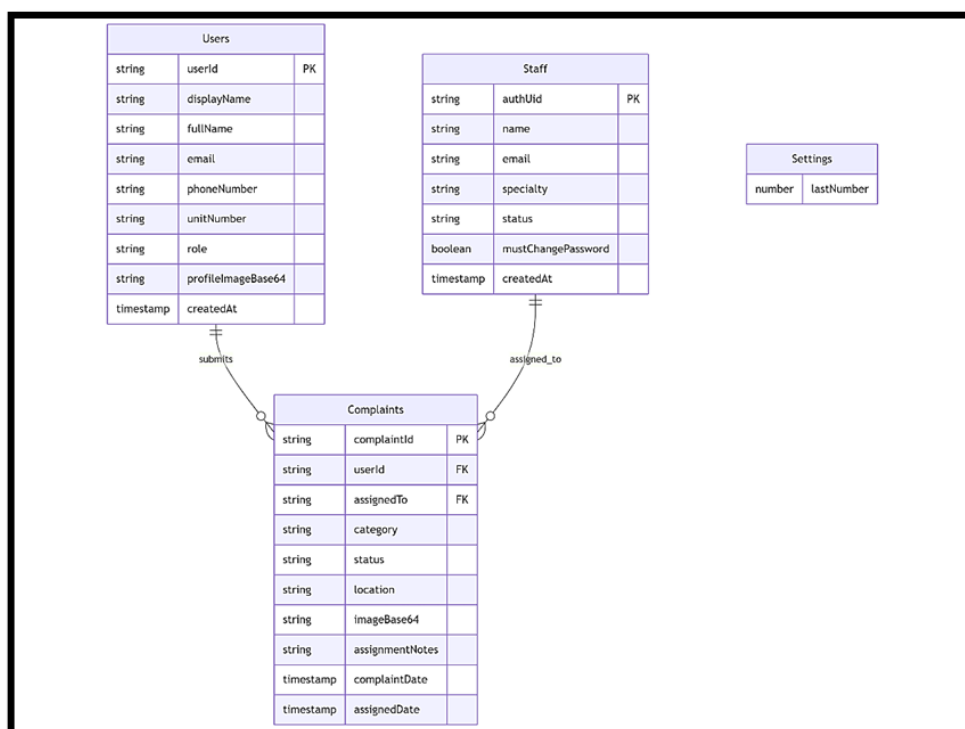 Users
string userId PK
string displayName
string fullName
string email
string phoneNumber
string unitNumber
string role
string profileImageBase64
timestamp createdAt
Staff
string authUid PK
string name
string email
string specialty
string status
boolean mustChangePassword
timestamp createdAt
Settings
number lastNumber
submits
assigned_to
Complaints
string complaintId PK
string userId FK
string assignedTo FK
string category
string status
string location
string imageBase64
string assignmentNotes
timestamp complaintDate
timestamp assignedDate